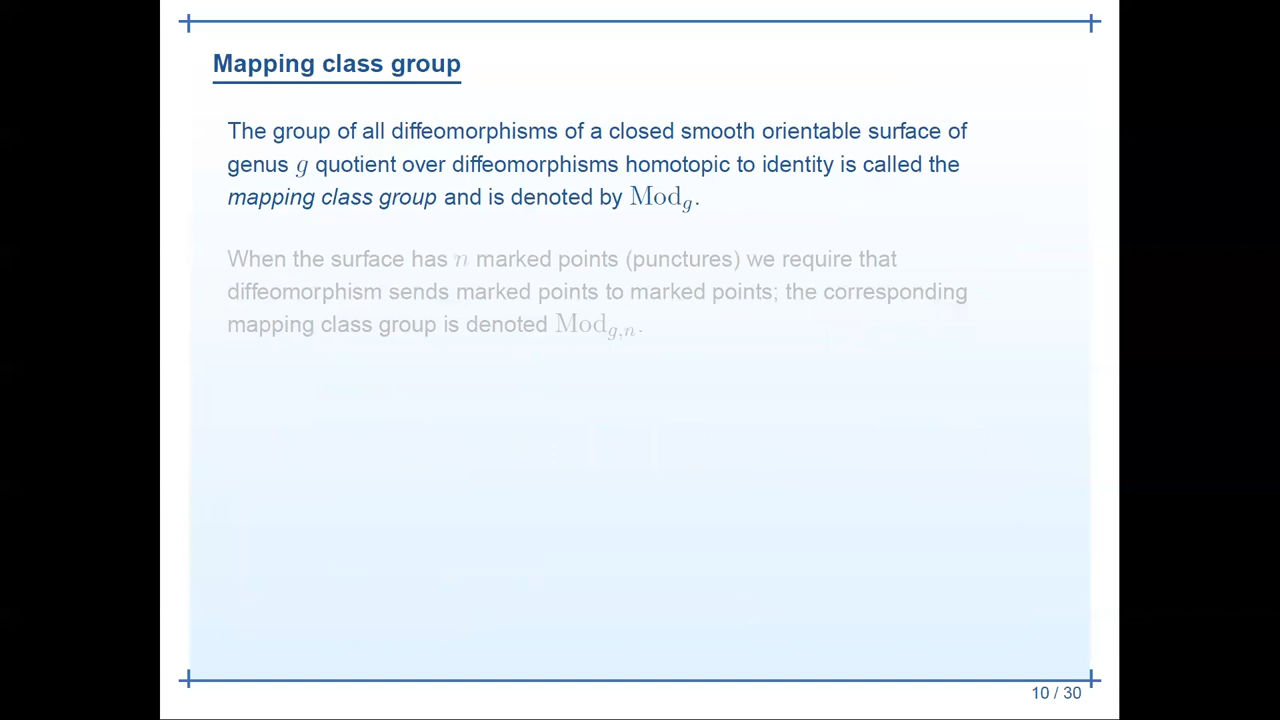 Mapping class group
The group of all diffeomorphisms of a closed smooth orientable surface of
genus g quotient over diffeomorphisms homotopic to identity is called the
mapping class group and is denoted by Mod_g.
When the surface has n marked points (punctures) we require that
diffeomorphism sends marked points to marked points; the corresponding
mapping class group is denoted Mod_{g,n}.
10 / 30